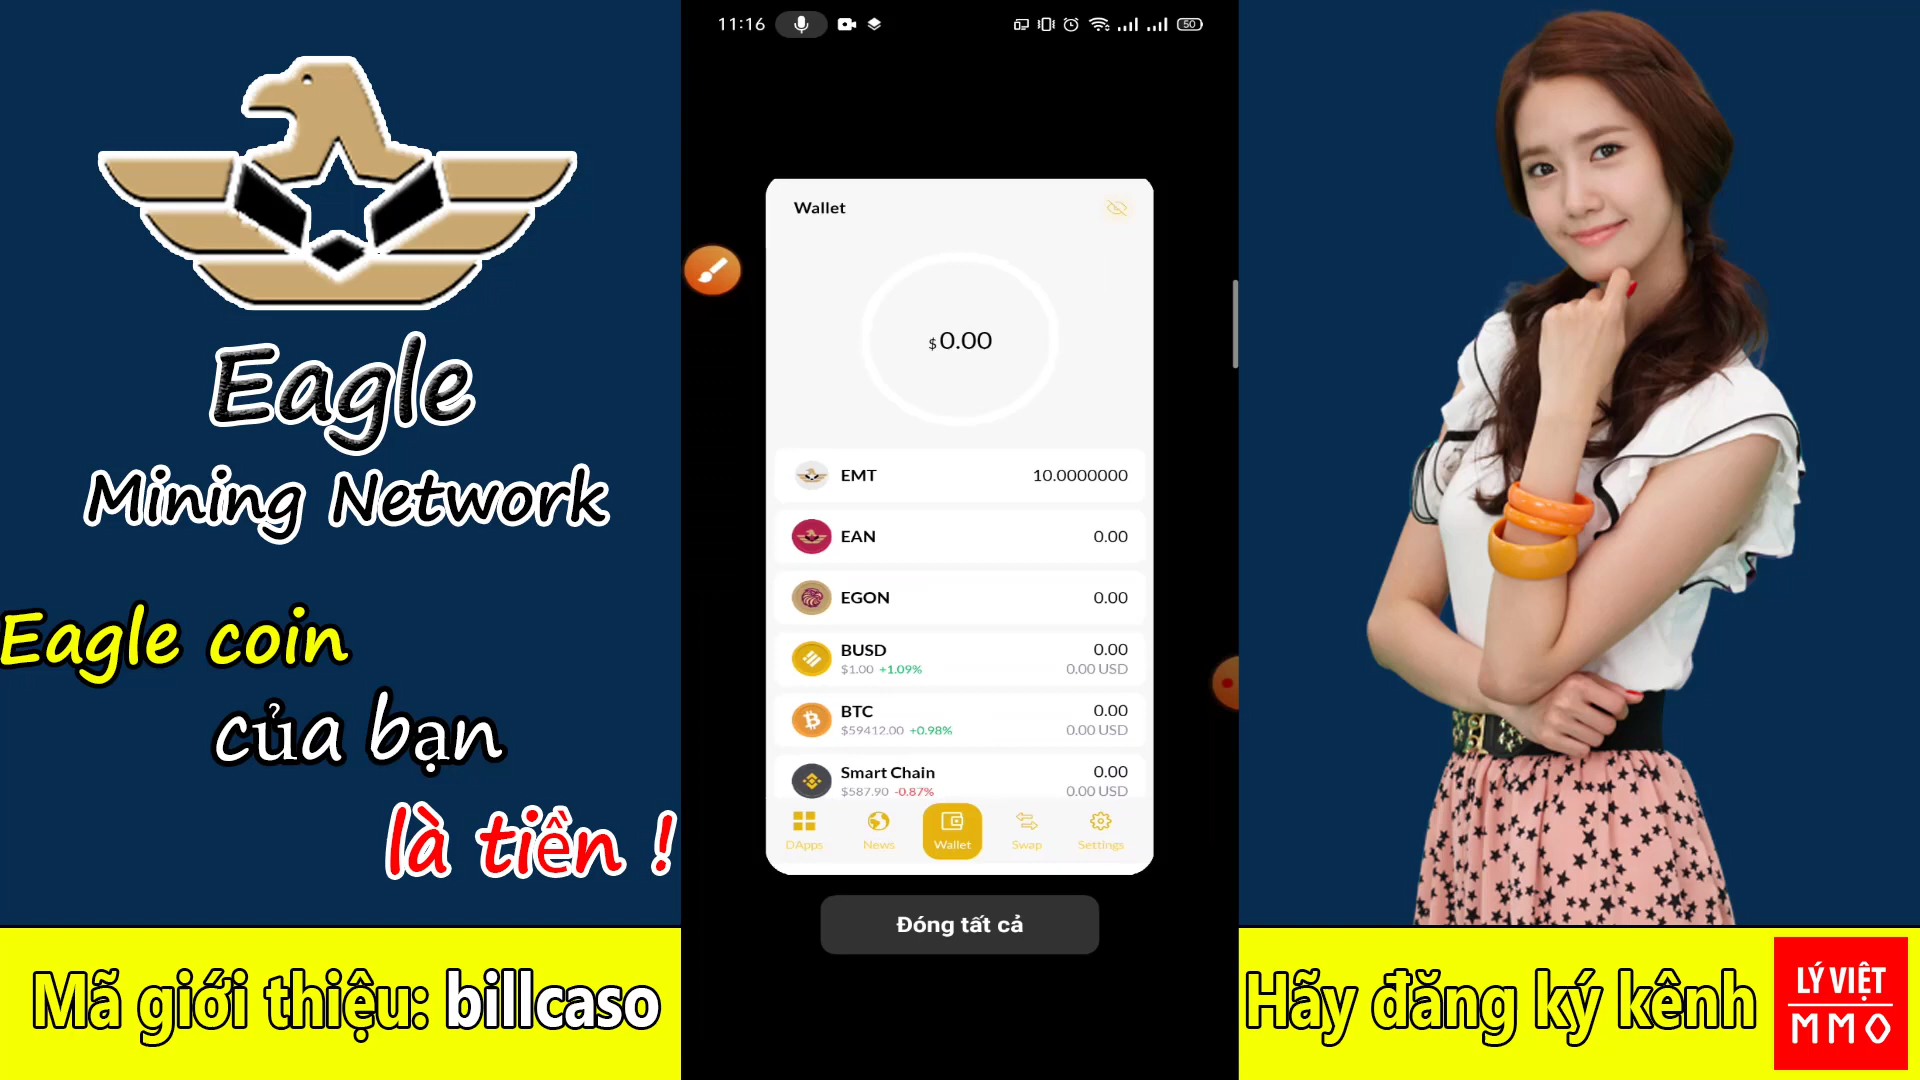 Eagle
Mining Network
Eagle coin
của bạn
là tiền !
Mã giới thiệu: billcaso
11:16
50
Wallet
$0.00
EMT 10.0000000
EAN 0.00
EGON 0.00
BUSD 0.00
$1.00 +1.09% 0.00 USD
BTC 0.00
$59412.00 +0.98% 0.00 USD
Smart Chain 0.00
$587.90 -0.87% 0.00 USD
DApps News Wallet Swap Settings
Đóng tất cả
Hãy đăng ký kênh
LÝ VIỆT
MMO